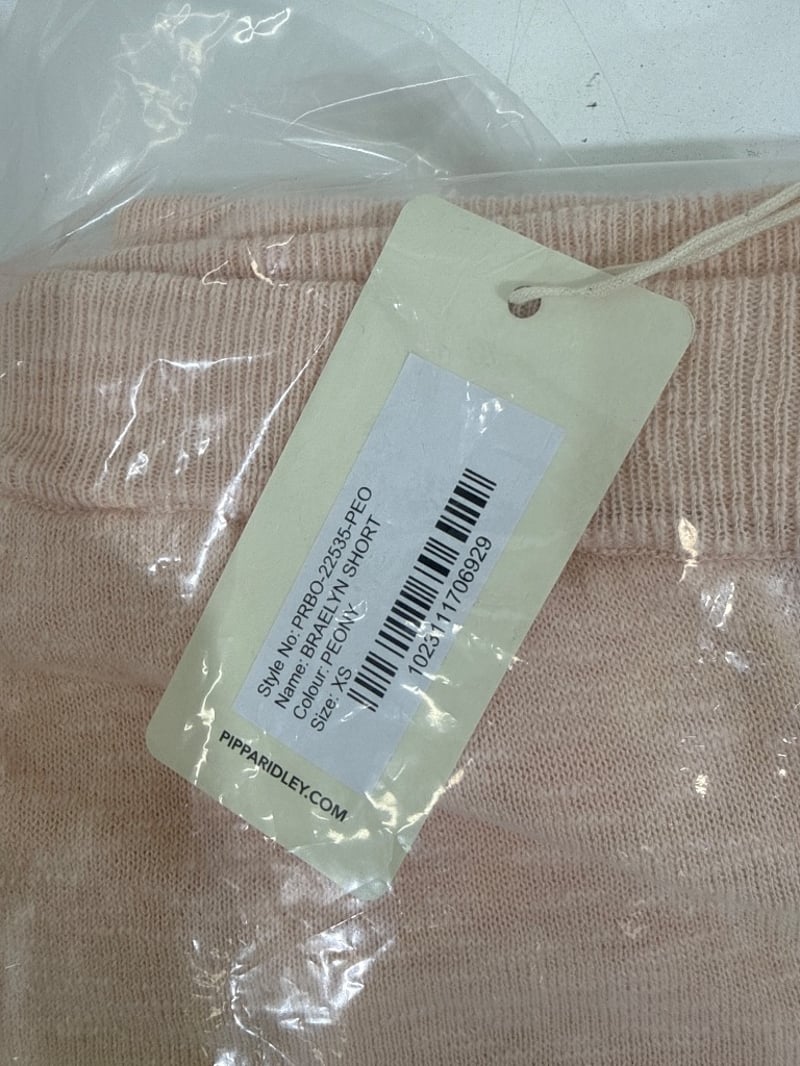 Style No: PRBO-22535-PEO
Name: BRAELYN SHORT
Colour: PEONY
Size: XS
1023111706929
PIPPARIDLEY.COM